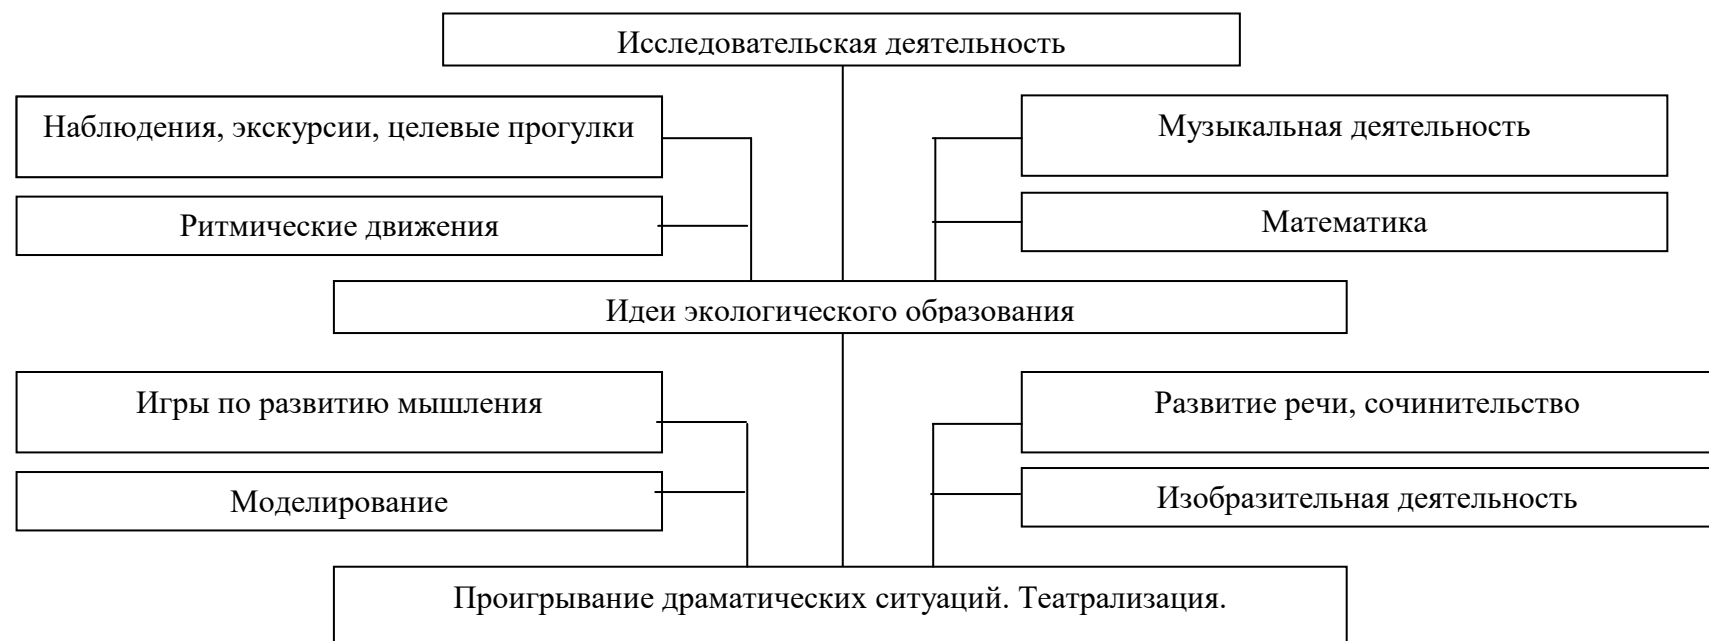 Исследовательская деятельность
Наблюдения, экскурсии, целевые прогулки
Музыкальная деятельность
Ритмические движения
Математика
Идеи экологического образования
Игры по развитию мышления
Развитие речи, сочинительство
Моделирование
Изобразительная деятельность
Проигрывание драматических ситуаций. Театрализация.